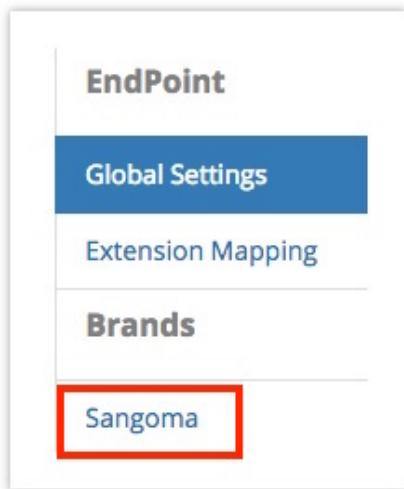 EndPoint
Global Settings
Extension Mapping
Brands
Sangoma